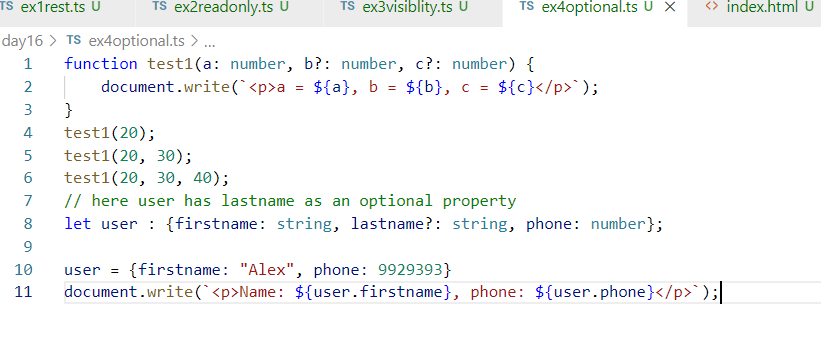 TS ex1rest.ts U TS ex2readonly.ts U TS ex3visiblity.ts U TS ex4optional.ts U × <> index.html U
day16 > TS ex4optional.ts > ...
1 function test1(a: number, b?: number, c?: number) {
2     document.write(`<p>a = ${a}, b = ${b}, c = ${c}</p>`);
3 }
4 test1(20);
5 test1(20, 30);
6 test1(20, 30, 40);
7 // here user has lastname as an optional property
8 let user : {firstname: string, lastname?: string, phone: number};
9
10 user = {firstname: "Alex", phone: 9929393}
11 document.write(`<p>Name: ${user.firstname}, phone: ${user.phone}</p>`);